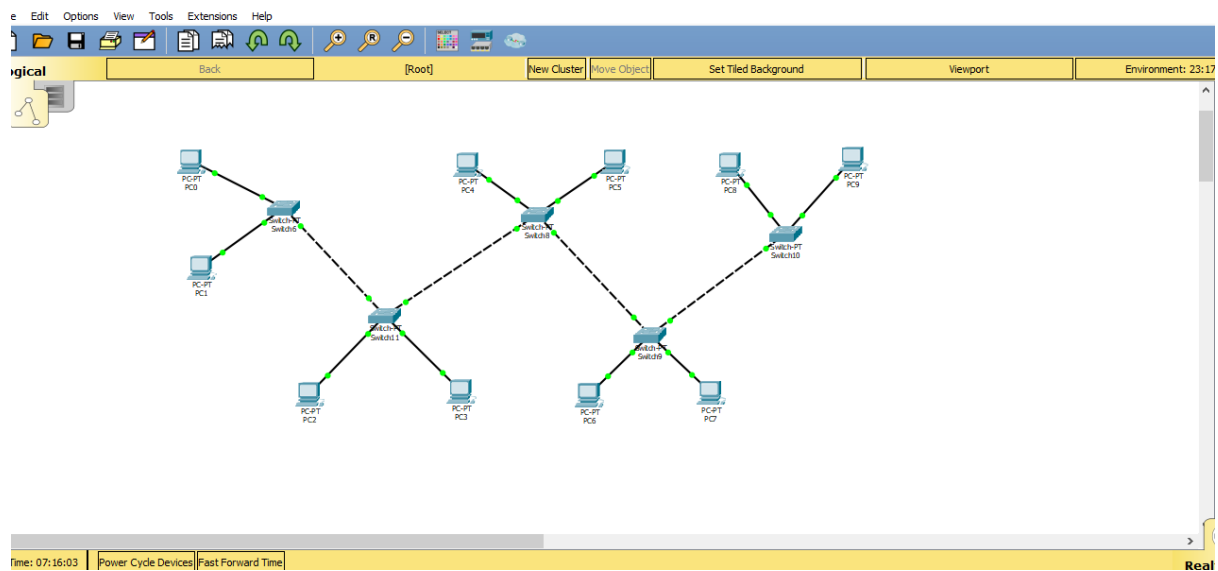 e Edit Options View Tools Extensions Help
ogical Back [Root] New Cluster Move Object Set Tiled Background Viewport Environment: 23:17
PC-PT
PC0
PC-PT
PC4
PC-PT
PC5
PC-PT
PC8
PC-PT
PC9
Switch-PT
Switch6
Switch-PT
Switch8
Switch-PT
Switch10
PC-PT
PC1
Switch-PT
Switch11
Switch-PT
Switch9
PC-PT
PC2
PC-PT
PC3
PC-PT
PC6
PC-PT
PC7
Time: 07:16:03 Power Cycle Devices Fast Forward Time Real